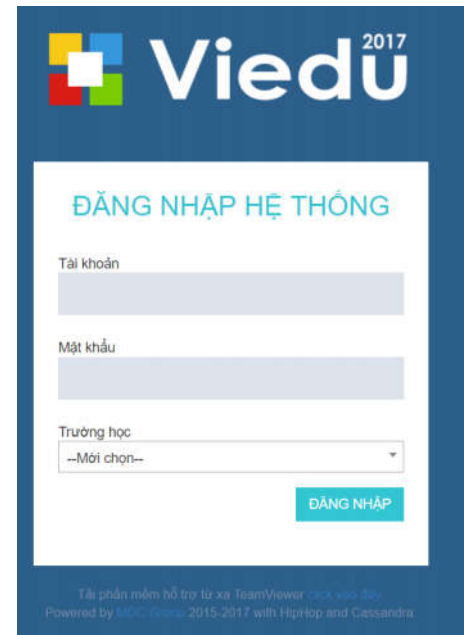 Viedu 2017
ĐĂNG NHẬP HỆ THỐNG
Tài khoản
Mật khẩu
Trường học
--Mời chọn--
ĐĂNG NHẬP
Tải phần mềm hỗ trợ từ xa TeamViewer click vào đây
Powered by MDC Group 2015-2017 with HipHop and Cassandra